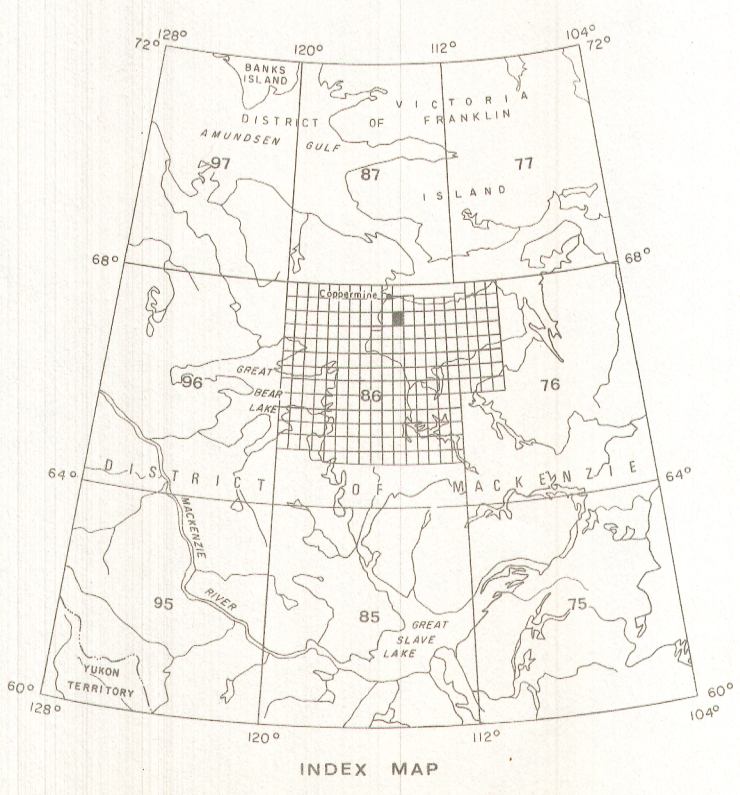 128°
72°
120°
112°
104°
72°
BANKS
ISLAND
VICTORIA
DISTRICT OF FRANKLIN
AMUNDSEN GULF
97
87
77
ISLAND
68°
68°
Coppermine
GREAT
BEAR
LAKE
96
86
76
DISTRICT OF MACKENZIE
64°
64°
MACKENZIE
RIVER
95
85
75
GREAT
SLAVE
LAKE
YUKON
TERRITORY
60°
128°
120°
112°
60°
104°
INDEX MAP